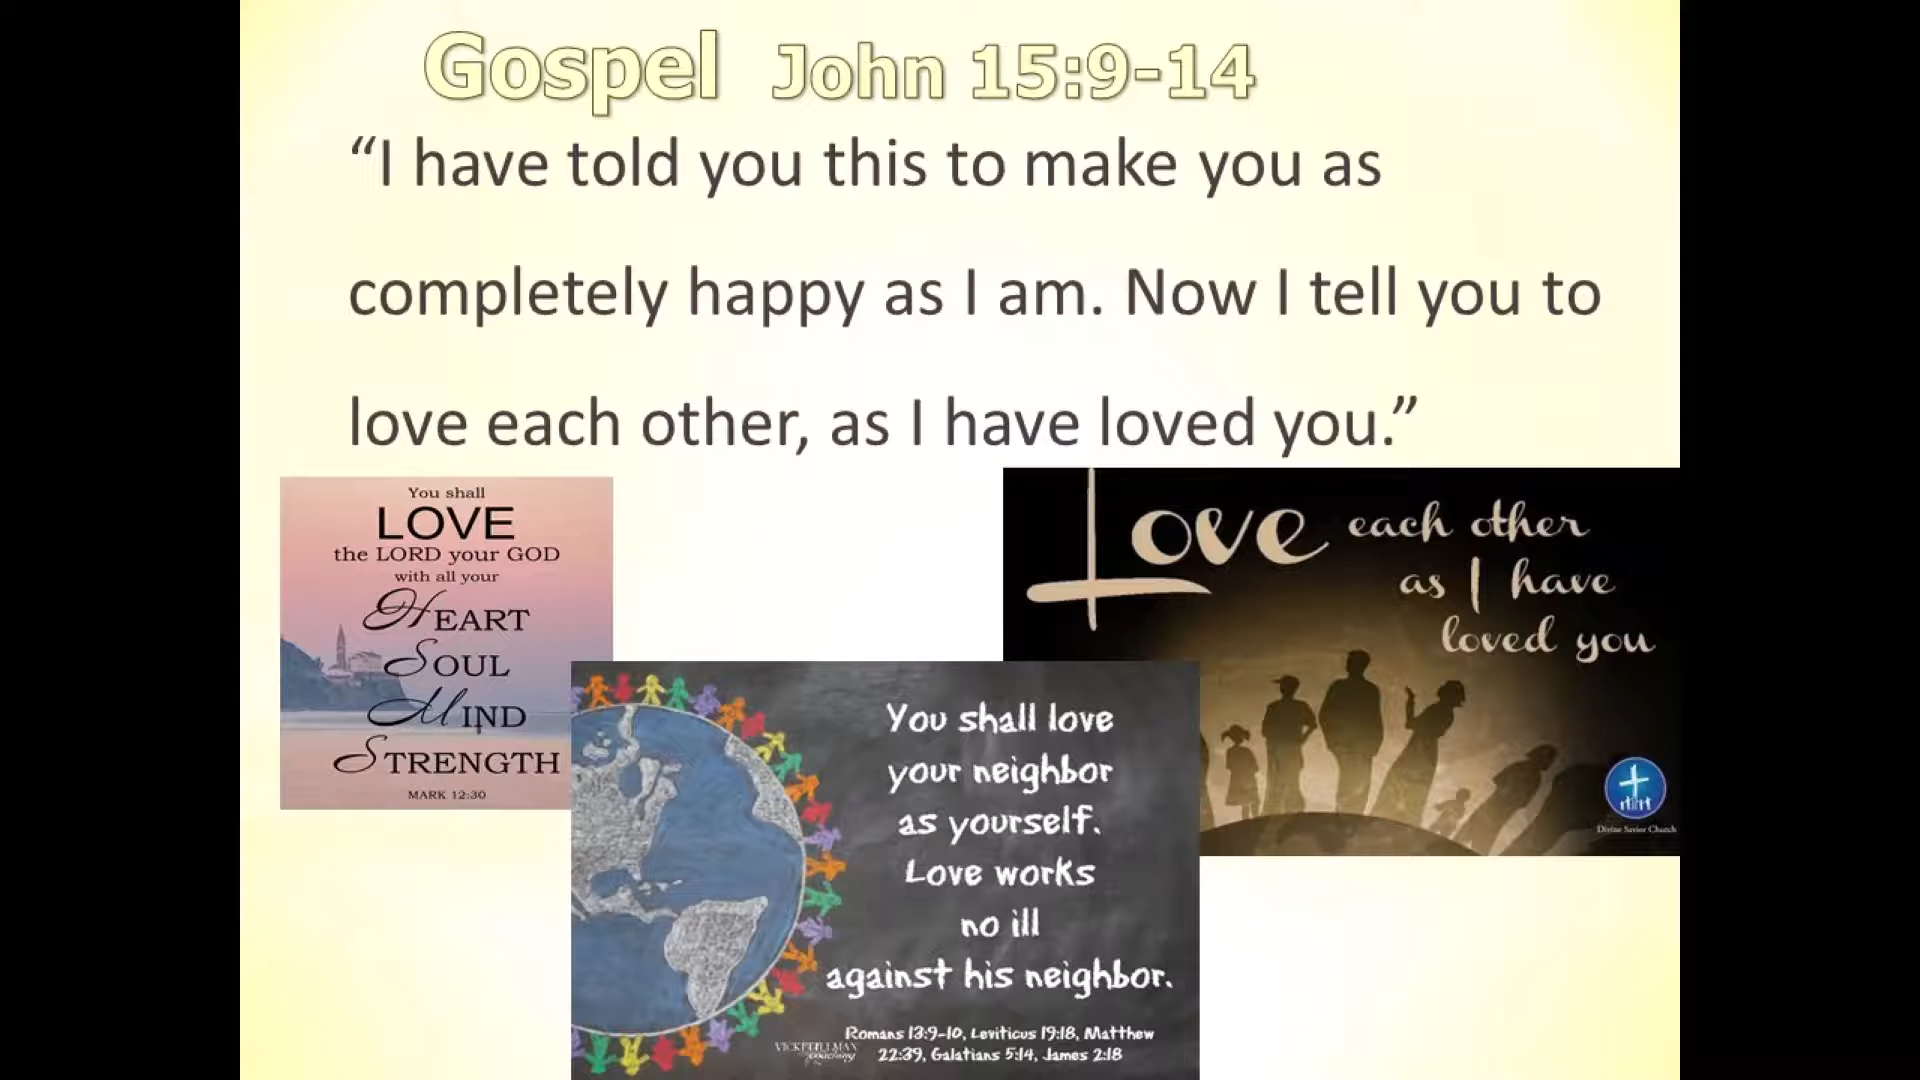 Gospel John 15:9-14
“I have told you this to make you as
completely happy as I am. Now I tell you to
love each other, as I have loved you.”
You shall
LOVE
the LORD your GOD
with all your
HEART
SOUL
MIND
STRENGTH
MARK 12:30
Love each other
as I have
loved you
Divine Savior Church
You shall love
your neighbor
as yourself.
Love works
no ill
against his neighbor.
Romans 13:9-10, Leviticus 19:18, Matthew
22:39, Galatians 5:14, James 2:18